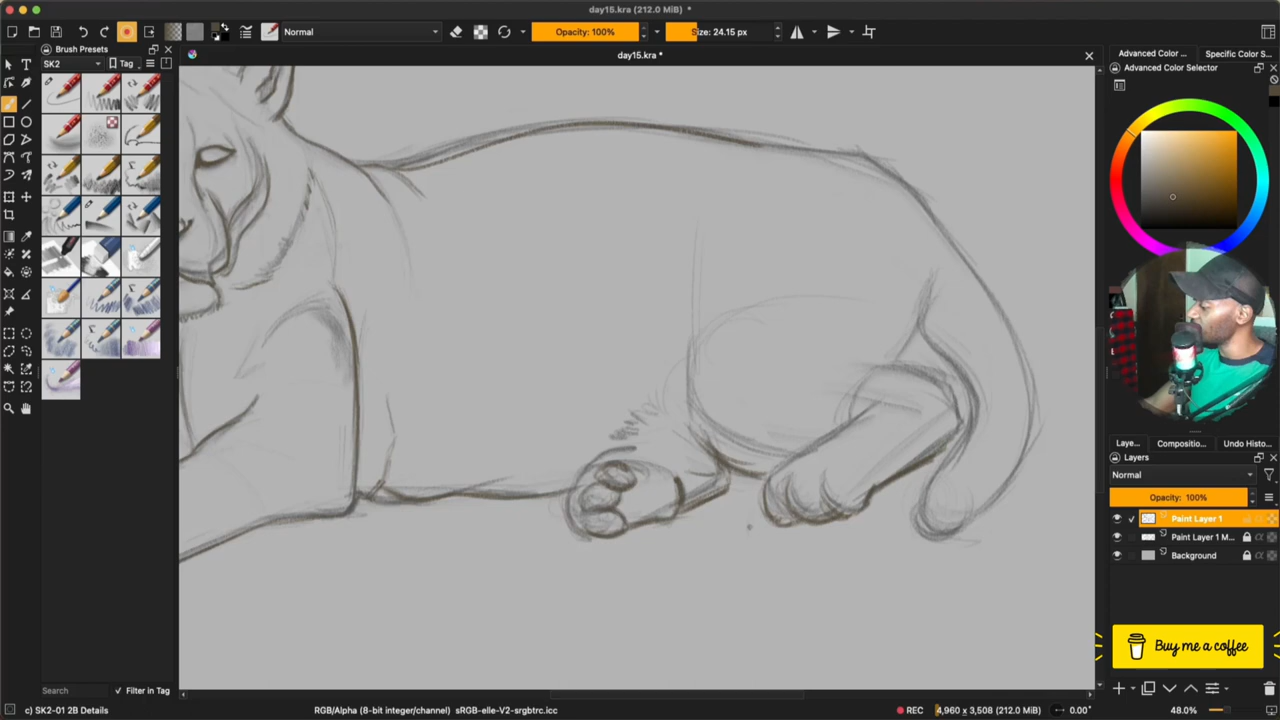 day15.kra (212.0 MiB) *
Normal
Opacity: 100%
Size: 24.15 px
Brush Presets
day15.kra *
SK2
Tag
Advanced Color ...
Specific Color S...
Advanced Color Selector
Laye...
Compositio...
Undo Histo...
Layers
Normal
Opacity: 100%
Paint Layer 1
Paint Layer 1 M...
Background
Buy me a coffee
Search
Filter in Tag
c) SK2-01 2B Details
RGB/Alpha (8-bit integer/channel) sRGB-elle-V2-srgbtrc.icc
REC
4,960 x 3,508 (212.0 MiB)
0.00°
48.0%